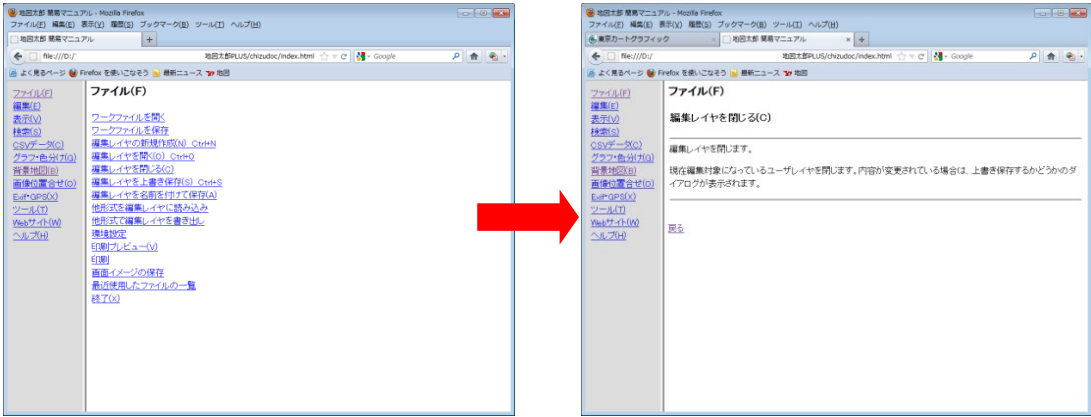 地図太郎 簡易マニュアル - Mozilla Firefox
ファイル(F) 編集(E) 表示(V) 履歴(S) ブックマーク(B) ツール(T) ヘルプ(H)
地図太郎 簡易マニュアル
file:///D:/ 地図太郎PLUS/chizudoc/index.html Google
よく見るページ Firefox を使いこなそう 最新ニュース 地図
ファイル(F)
編集(E)
表示(V)
検索(S)
CSVデータ(C)
グラフ・色分け(G)
背景地図(B)
画像位置合せ(O)
Exif・GPS(X)
ツール(T)
Webサイト(W)
ヘルプ(H)
ファイル(F)
ワークファイルを開く
ワークファイルを保存
編集レイヤの新規作成(N) Ctrl+N
編集レイヤを開く(O) Ctrl+O
編集レイヤを閉じる(C)
編集レイヤを上書き保存(S) Ctrl+S
編集レイヤを名前を付けて保存(A)
他形式を編集レイヤに読み込み
他形式で編集レイヤを書き出し
環境設定
印刷プレビュー(V)
印刷
画面イメージの保存
最近使用したファイルの一覧
終了(X)
地図太郎 簡易マニュアル - Mozilla Firefox
ファイル(F) 編集(E) 表示(V) 履歴(S) ブックマーク(B) ツール(T) ヘルプ(H)
東京カートグラフィック 地図太郎 簡易マニュアル
file:///D:/ 地図太郎PLUS/chizudoc/index.html Google
よく見るページ Firefox を使いこなそう 最新ニュース 地図
ファイル(F)
編集(E)
表示(V)
検索(S)
CSVデータ(C)
グラフ・色分け(G)
背景地図(B)
画像位置合せ(O)
Exif・GPS(X)
ツール(T)
Webサイト(W)
ヘルプ(H)
ファイル(F)
編集レイヤを閉じる(C)
編集レイヤを閉じます。
現在編集対象になっているユーザレイヤを閉じます。内容が変更されている場合は、上書き保存するかどうかのダ
イアログが表示されます。
戻る